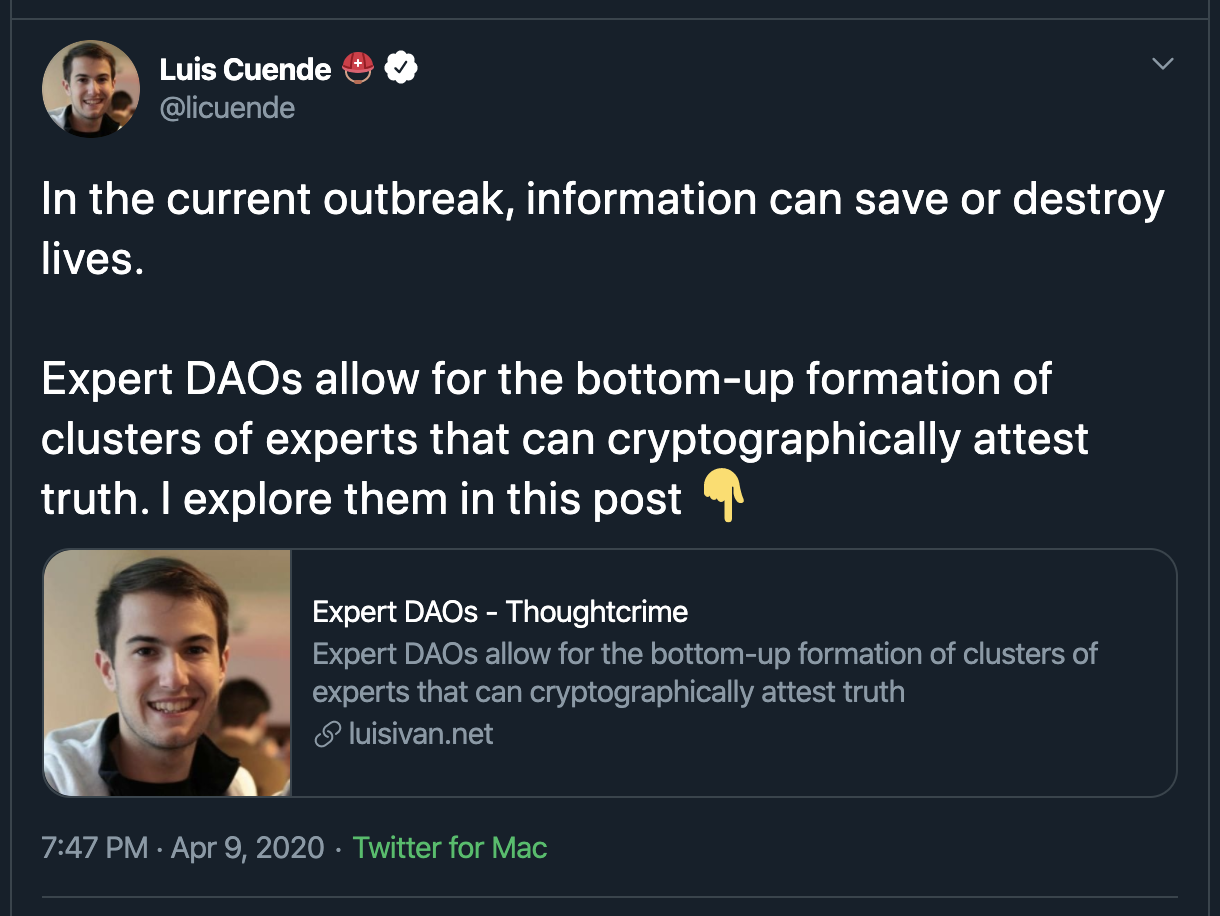 Luis Cuende ⛑️
@licuende
In the current outbreak, information can save or destroy
lives.
Expert DAOs allow for the bottom-up formation of
clusters of experts that can cryptographically attest
truth. I explore them in this post 👇
Expert DAOs - Thoughtcrime
Expert DAOs allow for the bottom-up formation of clusters of
experts that can cryptographically attest truth
luisivan.net
7:47 PM · Apr 9, 2020 · Twitter for Mac